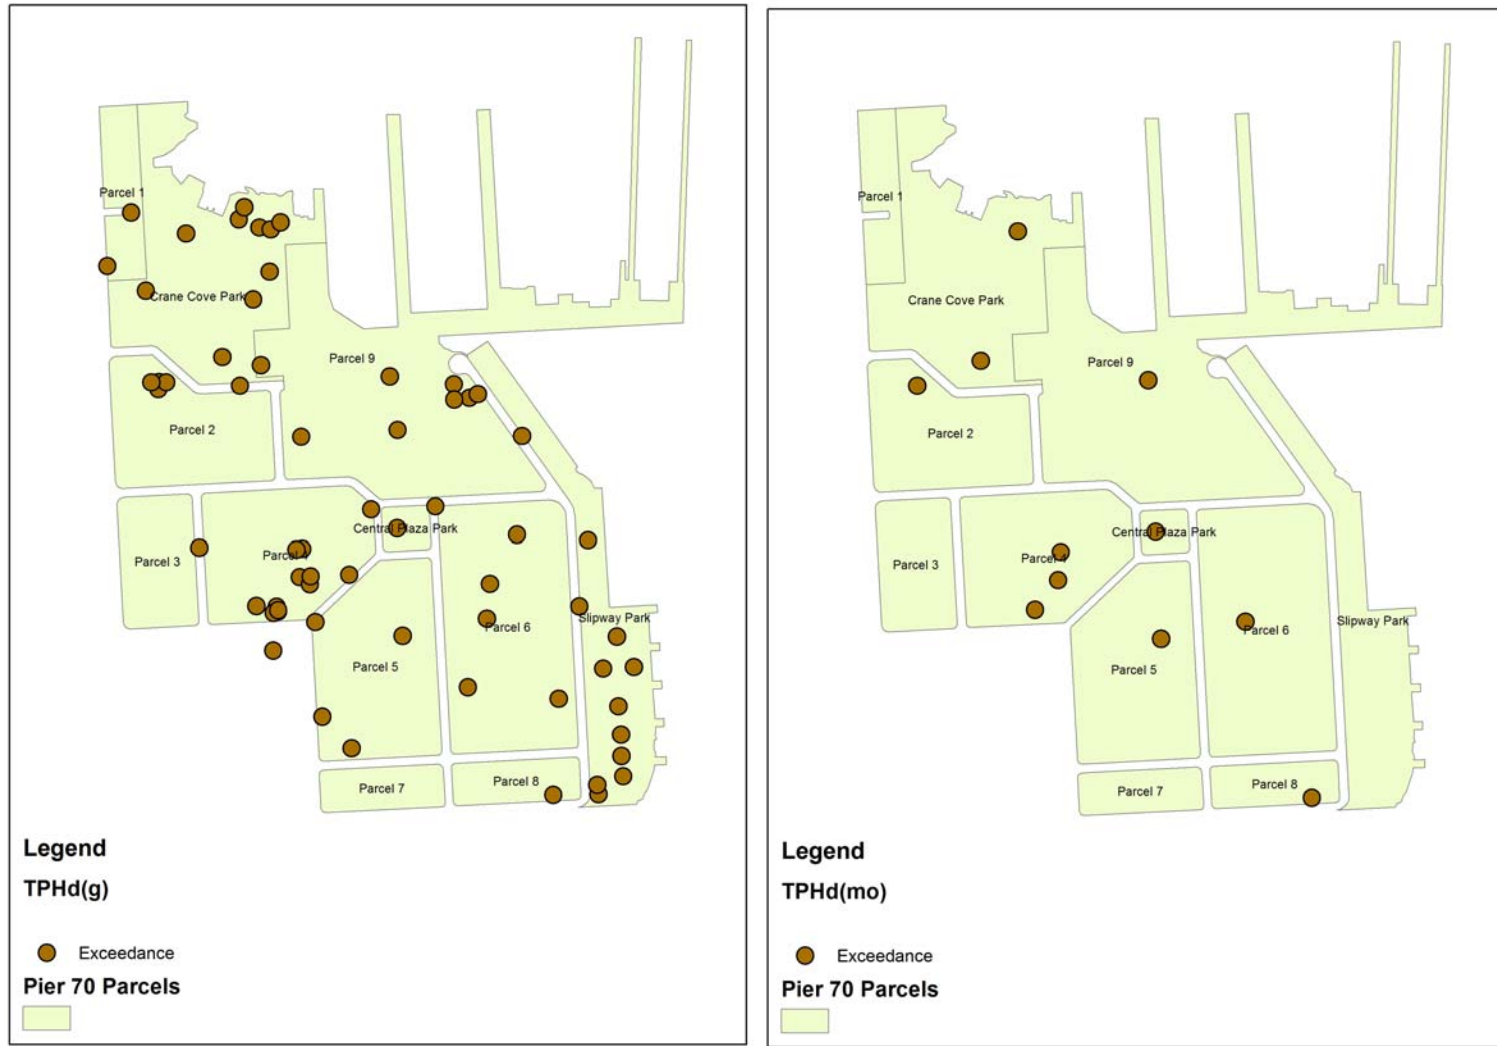 Parcel 1
Crane Cove Park
Parcel 9
Parcel 2
Central Plaza Park
Parcel 3
Parcel 4
Slipway Park
Parcel 6
Parcel 5
Parcel 7
Parcel 8
Legend
TPHd(g)
Exceedance
Pier 70 Parcels
Parcel 1
Crane Cove Park
Parcel 9
Parcel 2
Central Plaza Park
Parcel 3
Parcel 4
Slipway Park
Parcel 6
Parcel 5
Parcel 7
Parcel 8
Legend
TPHd(mo)
Exceedance
Pier 70 Parcels